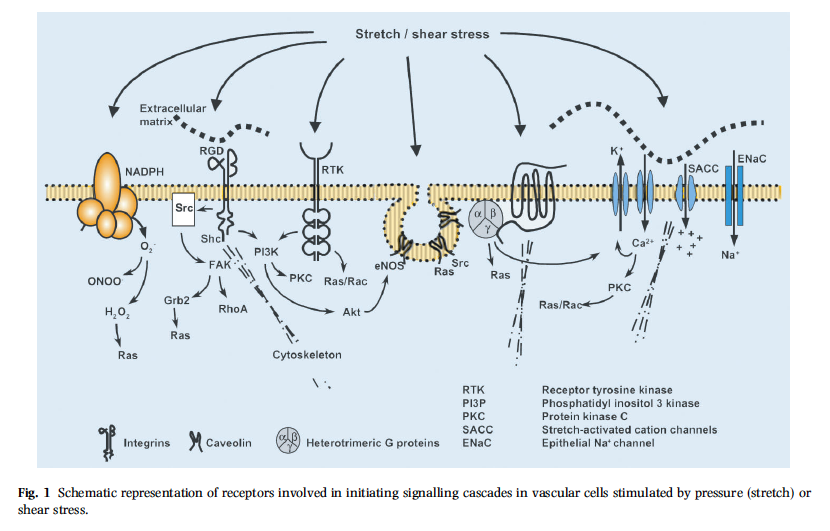 Stretch / shear stress
Extracellular
matrix
RGD
NADPH
RTK
K⁺
SACC
ENaC
Src
α β
γ
Shc
O₂⁻
PI3K
Ca²⁺
Na⁺
eNOS
Src
Ras
Ras
FAK
ONOO⁻
PKC
Ras/Rac
PKC
Grb2
RhoA
H₂O₂
Akt
Ras/Rac
Ras
Ras
Cytoskeleton
αβ
Integrins
Caveolin
α β
γ
Heterotrimeric G proteins
RTK Receptor tyrosine kinase
PI3P Phosphatidyl inositol 3 kinase
PKC Protein kinase C
SACC Stretch-activated cation channels
ENaC Epithelial Na⁺ channel
Fig. 1 Schematic representation of receptors involved in initiating signalling cascades in vascular cells stimulated by pressure (stretch) or
shear stress.